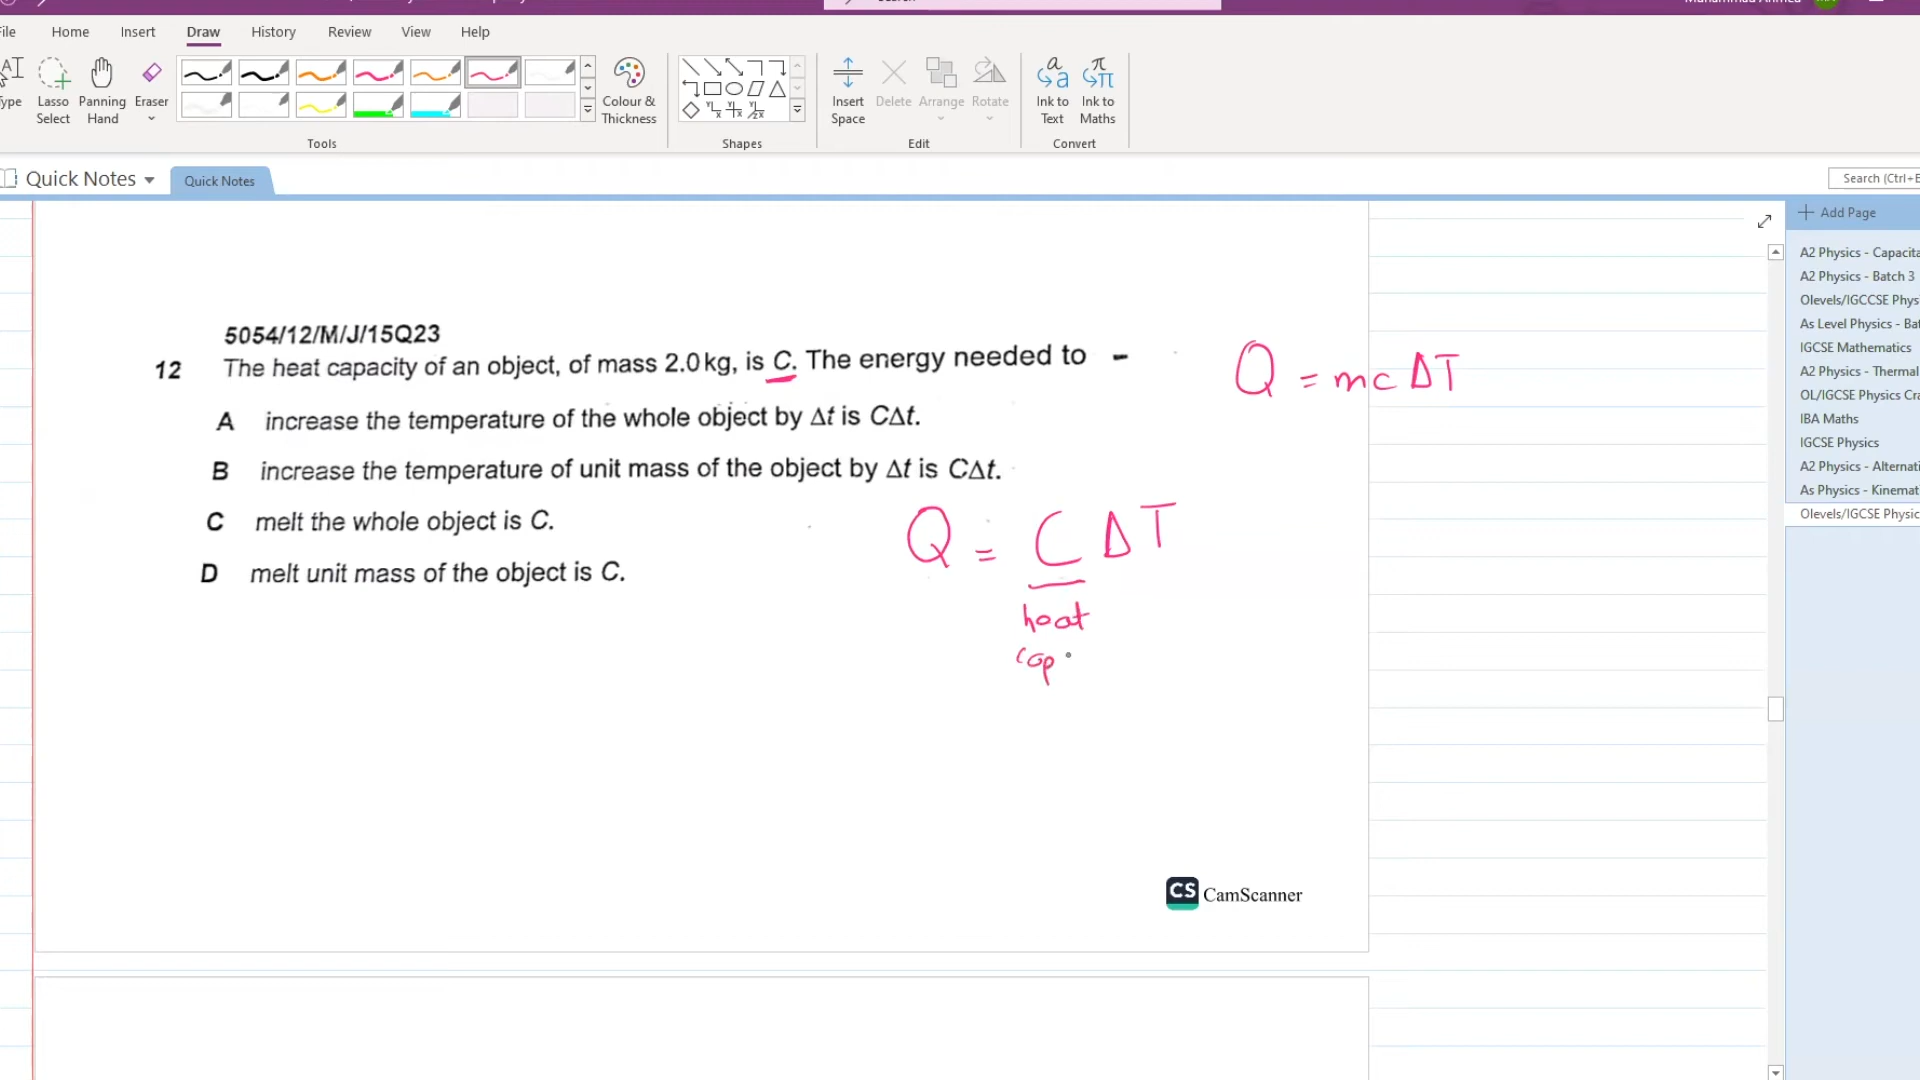 File
Home
Insert
Draw
History
Review
View
Help
Type
Lasso
Select
Panning
Hand
Eraser
Tools
Colour &
Thickness
Shapes
Insert
Space
Delete
Arrange
Rotate
Edit
Ink to
Text
Ink to
Maths
Convert
Quick Notes
Quick Notes
Search (Ctrl+E
Add Page
A2 Physics - Capacita
A2 Physics - Batch 3
Olevels/IGCCSE Phys
As Level Physics - Bat
IGCSE Mathematics
A2 Physics - Thermal
OL/IGCSE Physics Cra
IBA Maths
IGCSE Physics
A2 Physics - Alternati
As Physics - Kinemat
Olevels/IGCSE Physic
5054/12/M/J/15Q23
12 The heat capacity of an object, of mass 2.0 kg, is C. The energy needed to -
A increase the temperature of the whole object by Δt is CΔt.
B increase the temperature of unit mass of the object by Δt is CΔt.
C melt the whole object is C.
D melt unit mass of the object is C.
Q = mcΔT
Q = CΔT
heat
cap
CS CamScanner